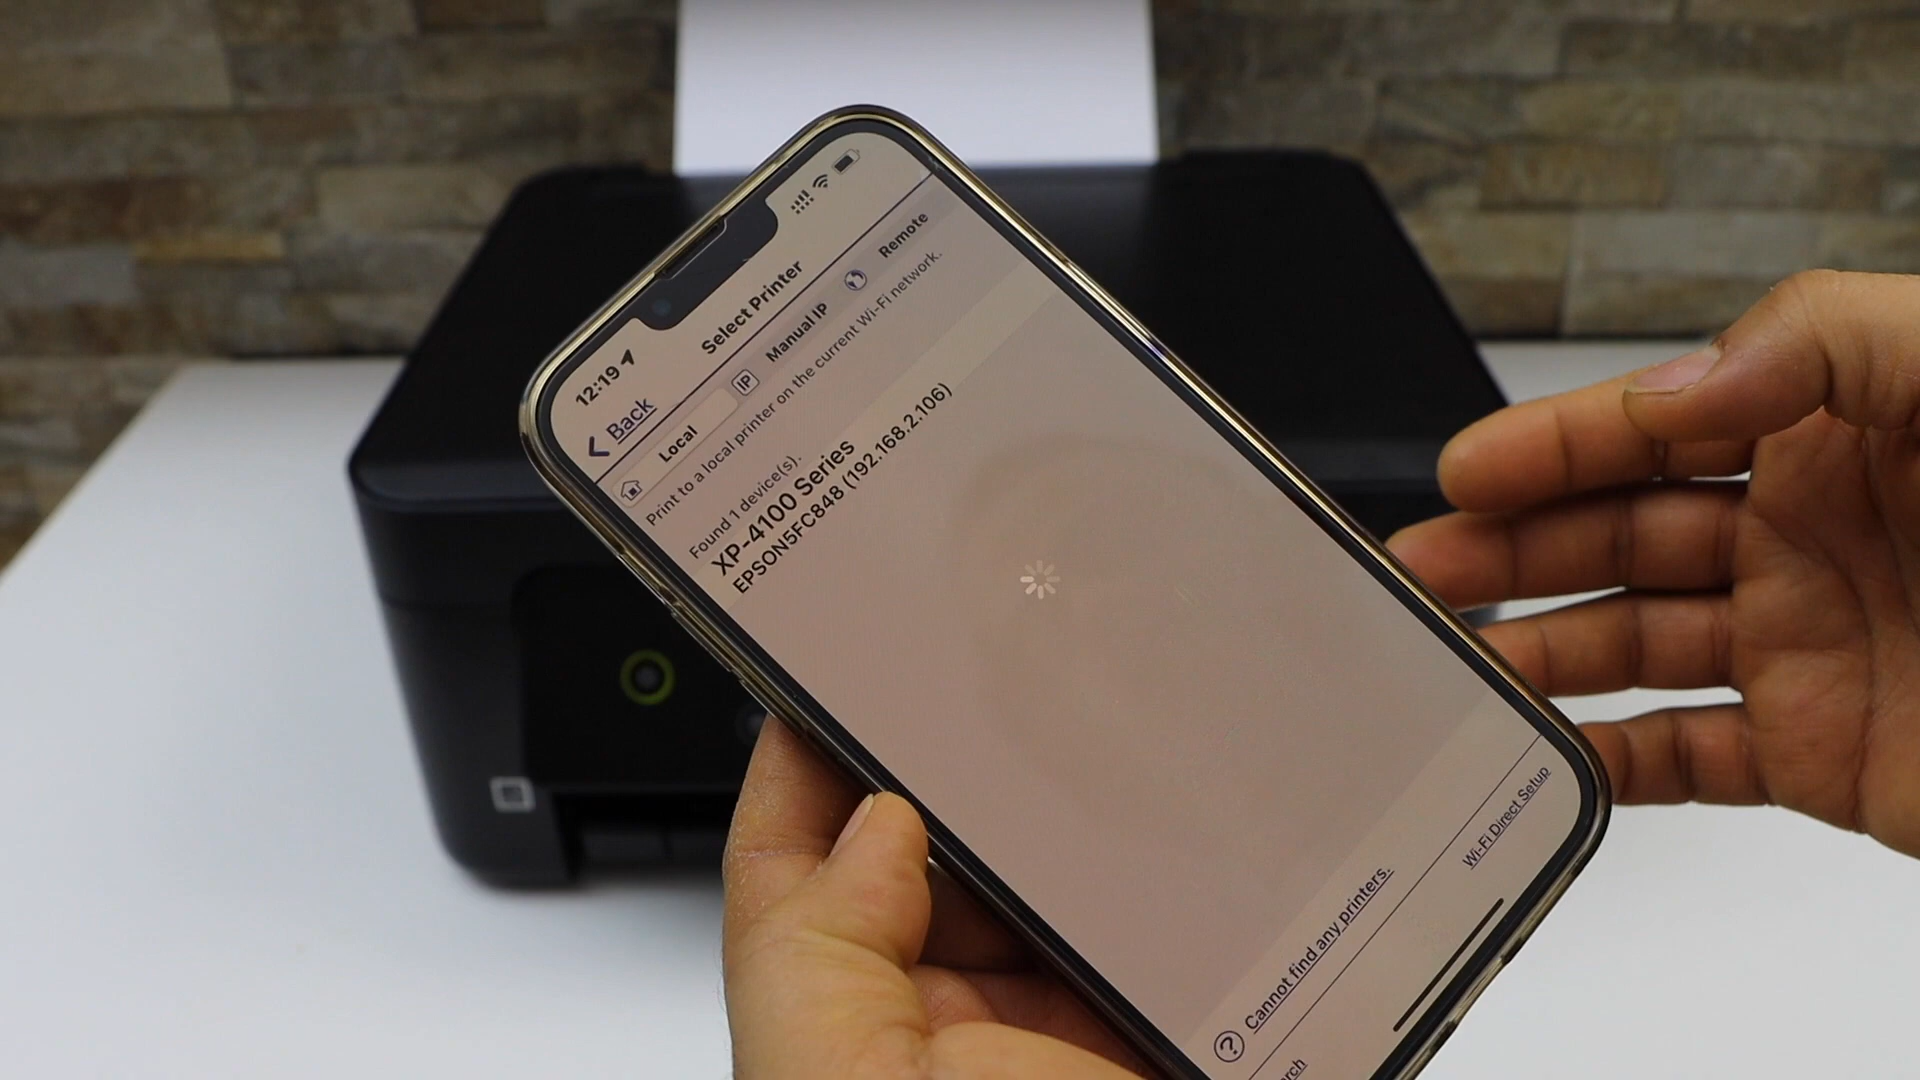 12:19
Back
Select Printer
Local
IP Manual IP
Remote
Print to a local printer on the current Wi-Fi network.
Found 1 device(s).
XP-4100 Series
EPSON5FC848 (192.168.2.106)
? Cannot find any printers.
Wi-Fi Direct Setup